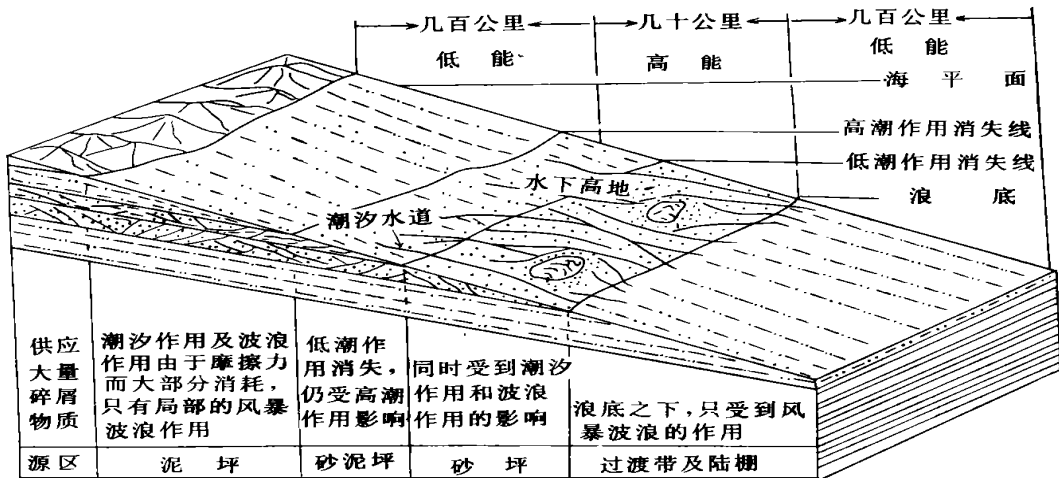 几百公里
几十公里
几百公里
低能
高能
低能
海平面
高潮作用消失线
低潮作用消失线
浪底
水下高地
潮汐水道
供应
大量
碎屑
物质
潮汐作用及波浪
作用由于摩擦力
而大部分消耗，
只有局部的风暴
波浪作用
低潮作
用消失，
仍受高潮
作用影响
同时受到潮汐
作用和波浪
作用的影响
浪底之下，只受到风
暴波浪的作用
源区
泥坪
砂泥坪
砂坪
过渡带及陆棚